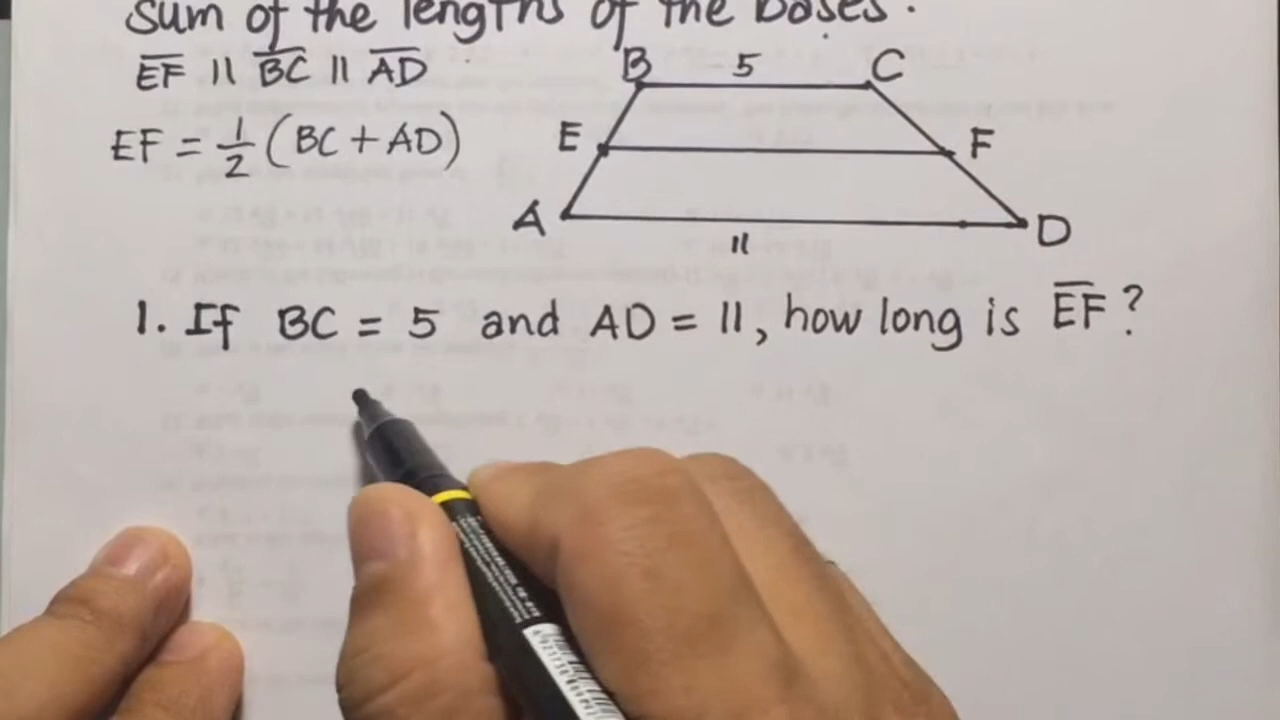 Sum of the lengths of the bases.
EF || BC || AD
EF = 1/2 (BC + AD)
B 5 C
E F
A D
11
1. If BC = 5 and AD = 11, how long is EF?